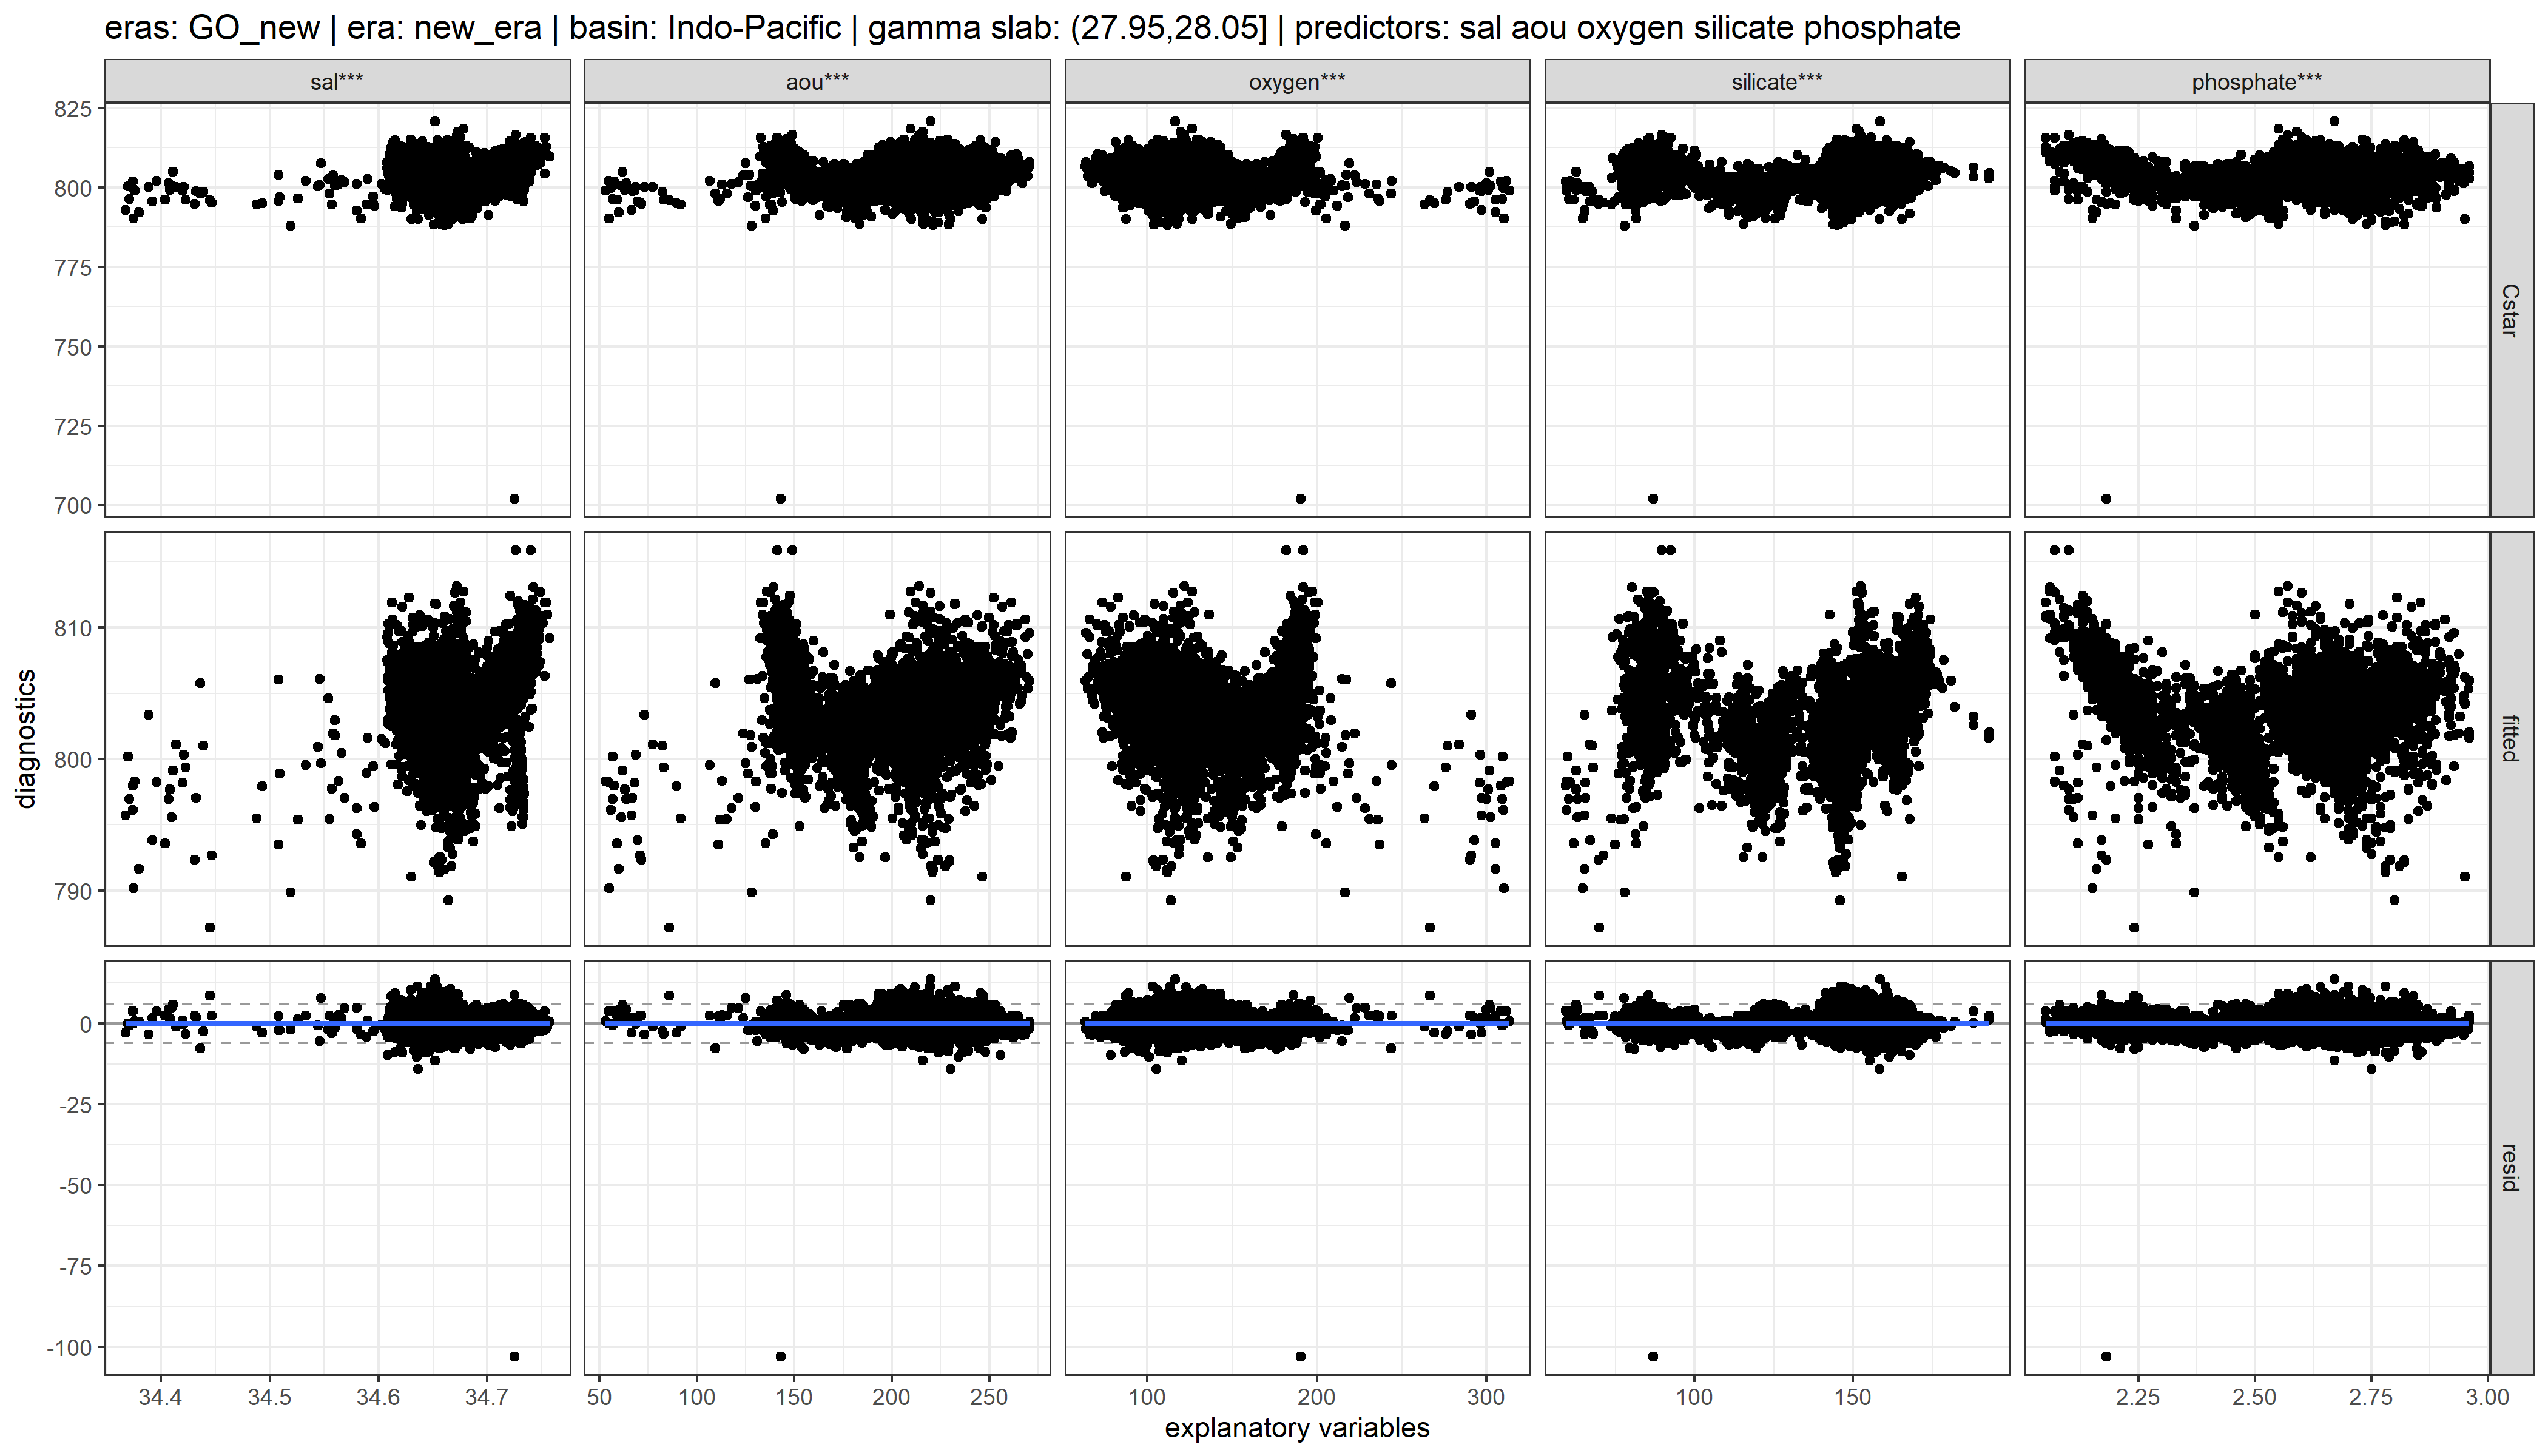 eras: GO_new | era: new_era | basin: Indo-Pacific | gamma slab: (27.95,28.05] | predictors: sal aou oxygen silicate phosphate
sal*** aou*** oxygen*** silicate*** phosphate***
825
800
775
750
725
700
Cstar
810
800
790
fitted
diagnostics
0
-25
-50
-75
-100
resid
34.4 34.5 34.6 34.7 50 100 150 200 250 100 200 300 100 150 2.25 2.50 2.75 3.00
explanatory variables